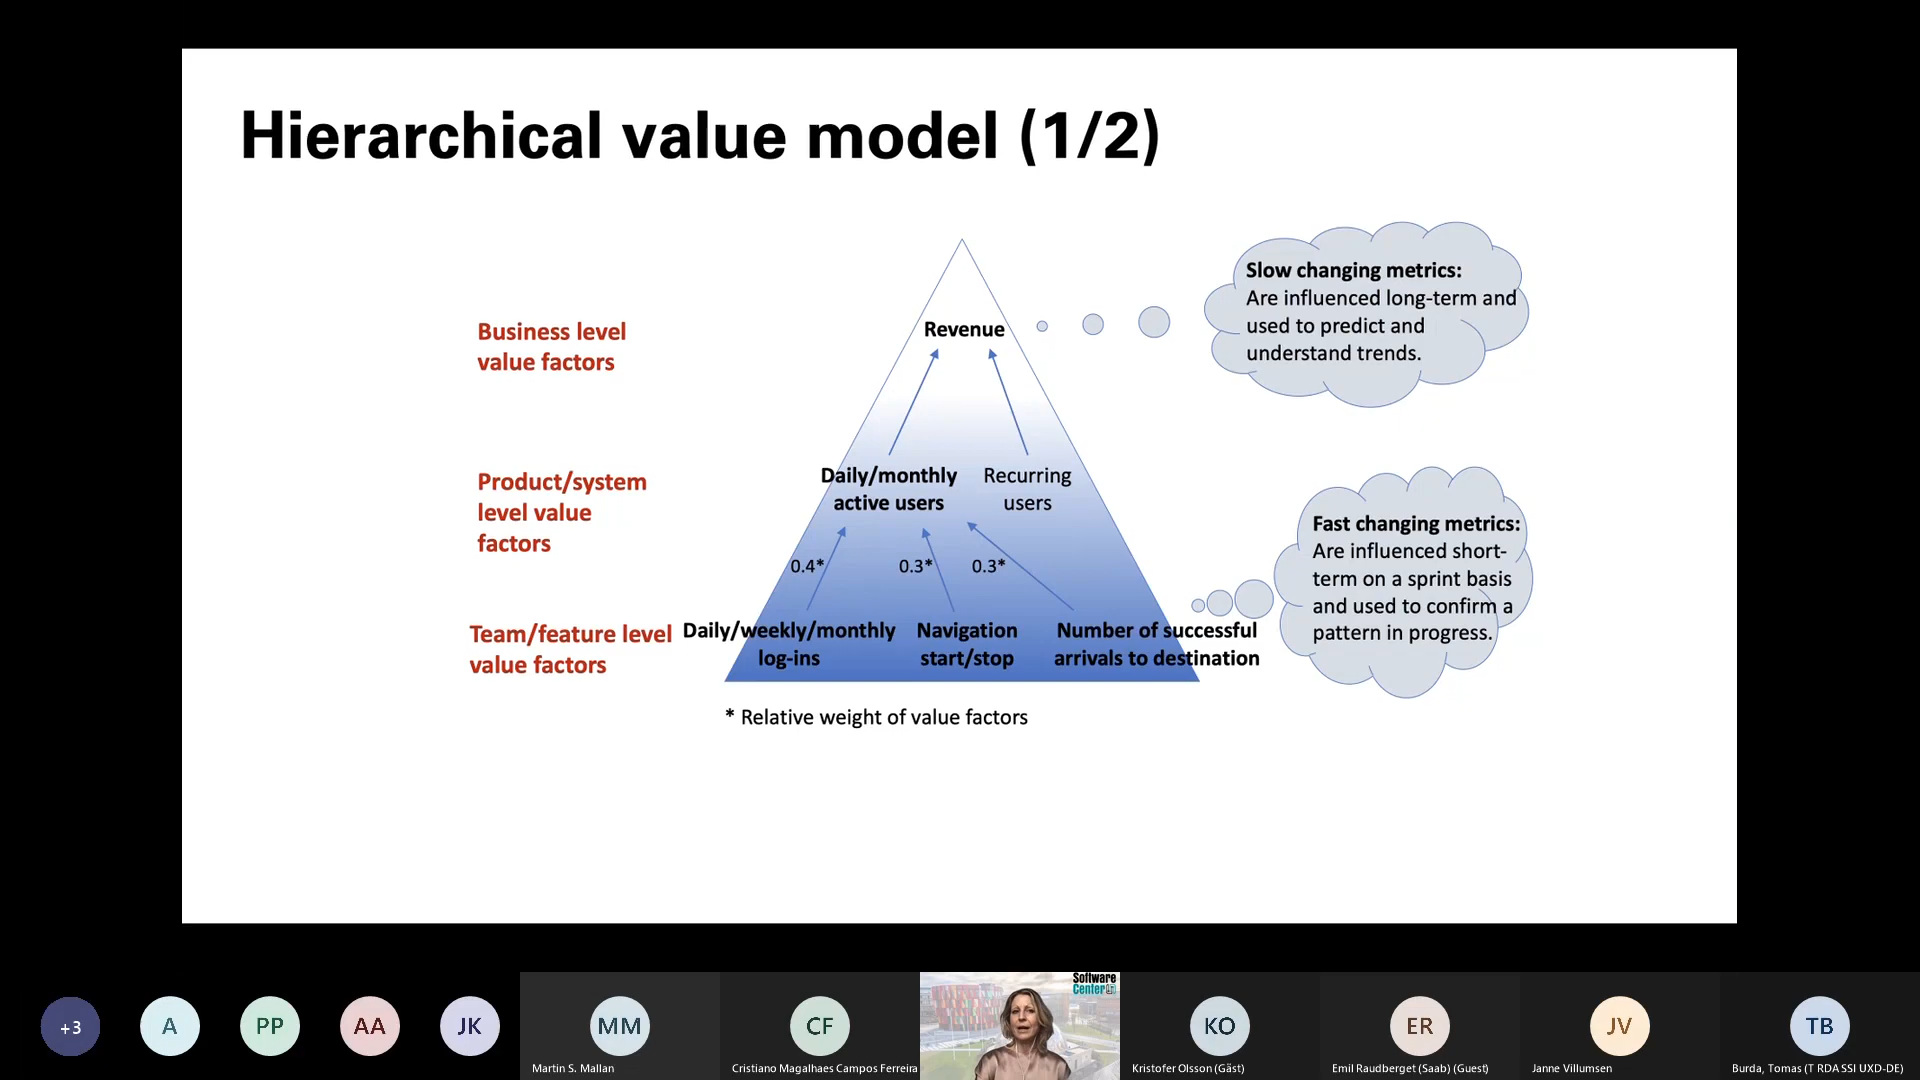 Hierarchical value model (1/2)
Business level
value factors
Revenue
Slow changing metrics:
Are influenced long-term and
used to predict and
understand trends.
Product/system
level value
factors
Daily/monthly
active users
Recurring
users
0.4*
0.3*
0.3*
Fast changing metrics:
Are influenced short-
term on a sprint basis
and used to confirm a
pattern in progress.
Team/feature level
value factors
Daily/weekly/monthly
log-ins
Navigation
start/stop
Number of successful
arrivals to destination
* Relative weight of value factors
+3
A
PP
AA
JK
MM
Martin S. Mallan
CF
Cristiano Magalhaes Campos Ferreira
Software
Center
KO
Kristofer Olsson (Gäst)
ER
Emil Raudberget (Saab) (Guest)
JV
Janne Villumsen
TB
Burda, Tomas (T RDA SSI UXD-DE)